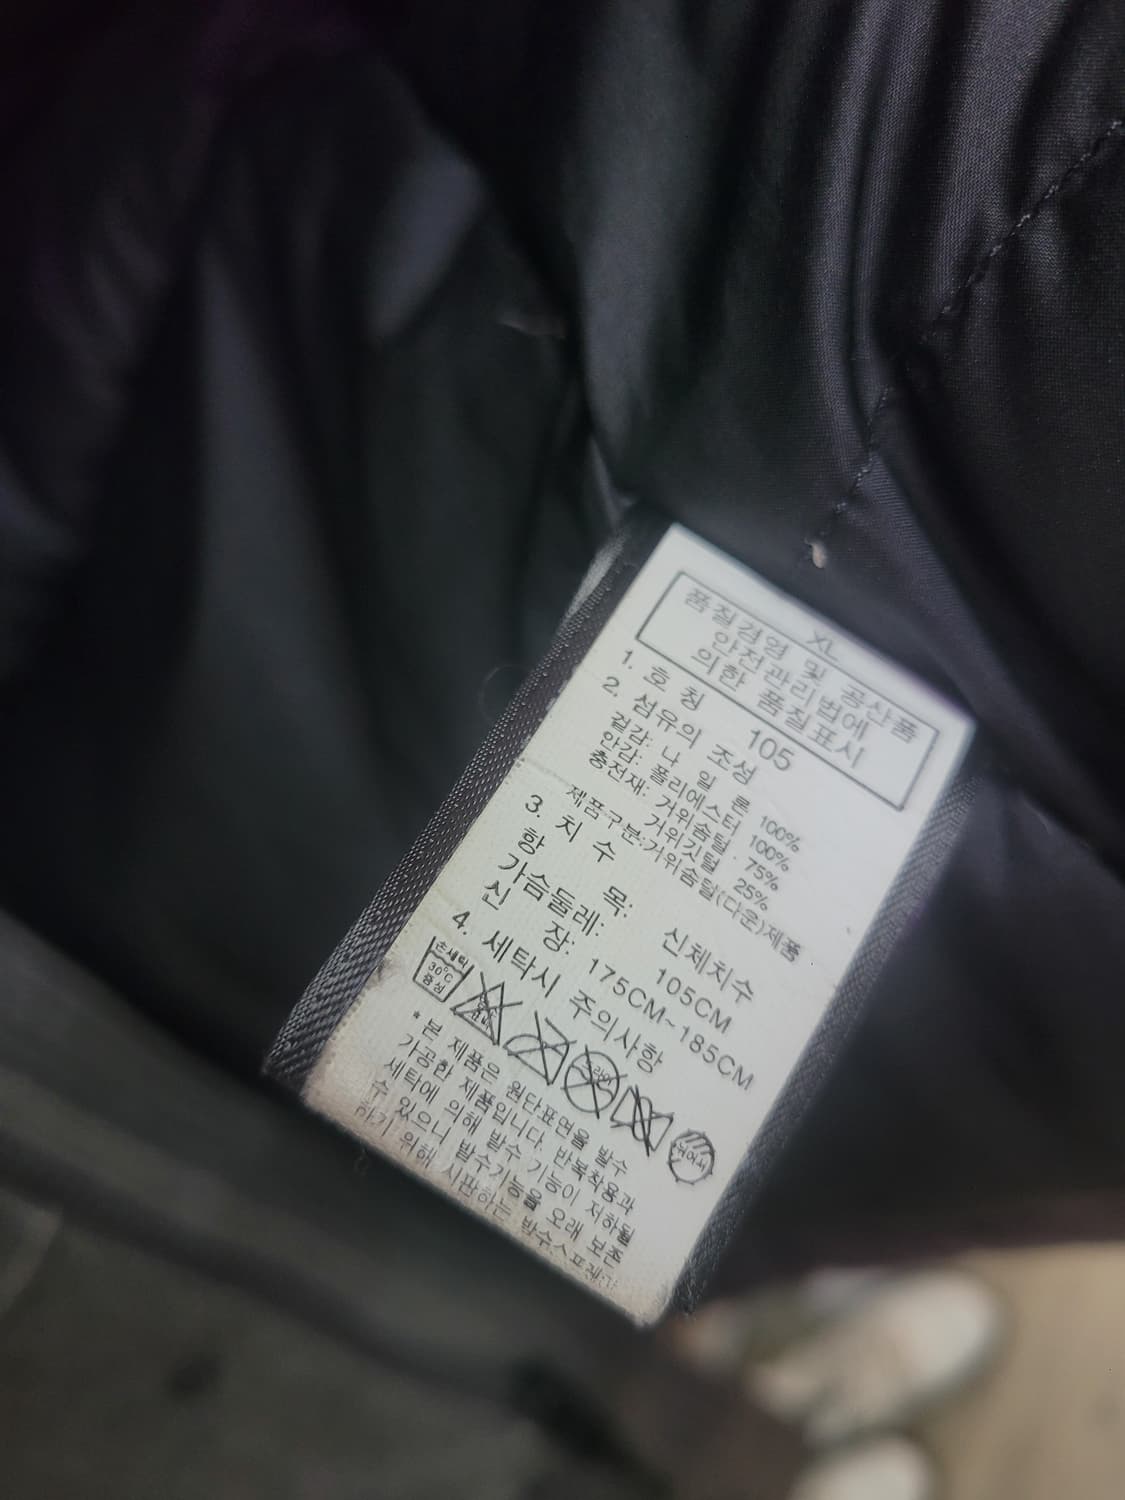 XL
품질경영 및 공산품
안전관리법에
의한 품질표시
1. 호 칭 105
2. 섬유의 조성
겉감: 나 일 론 100%
안감: 폴리에스터 100%
충전재: 거위솜털 75%
거위깃털 25%
제품구분:거위솜털(다운)제품
3. 치 수
항 목: 신체치수
가슴둘레: 105CM
신 장: 175CM~185CM
4. 세탁시 주의사항
손세탁
30°C
중성
드라이
뉘어서
*본 제품은 원단표면을 발수
가공한 제품입니다. 반복착용과
세탁에 의해 발수 기능이 저하될
수 있으니 발수기능을 오래 보존
하기 위해 시판하는 발수스프레이